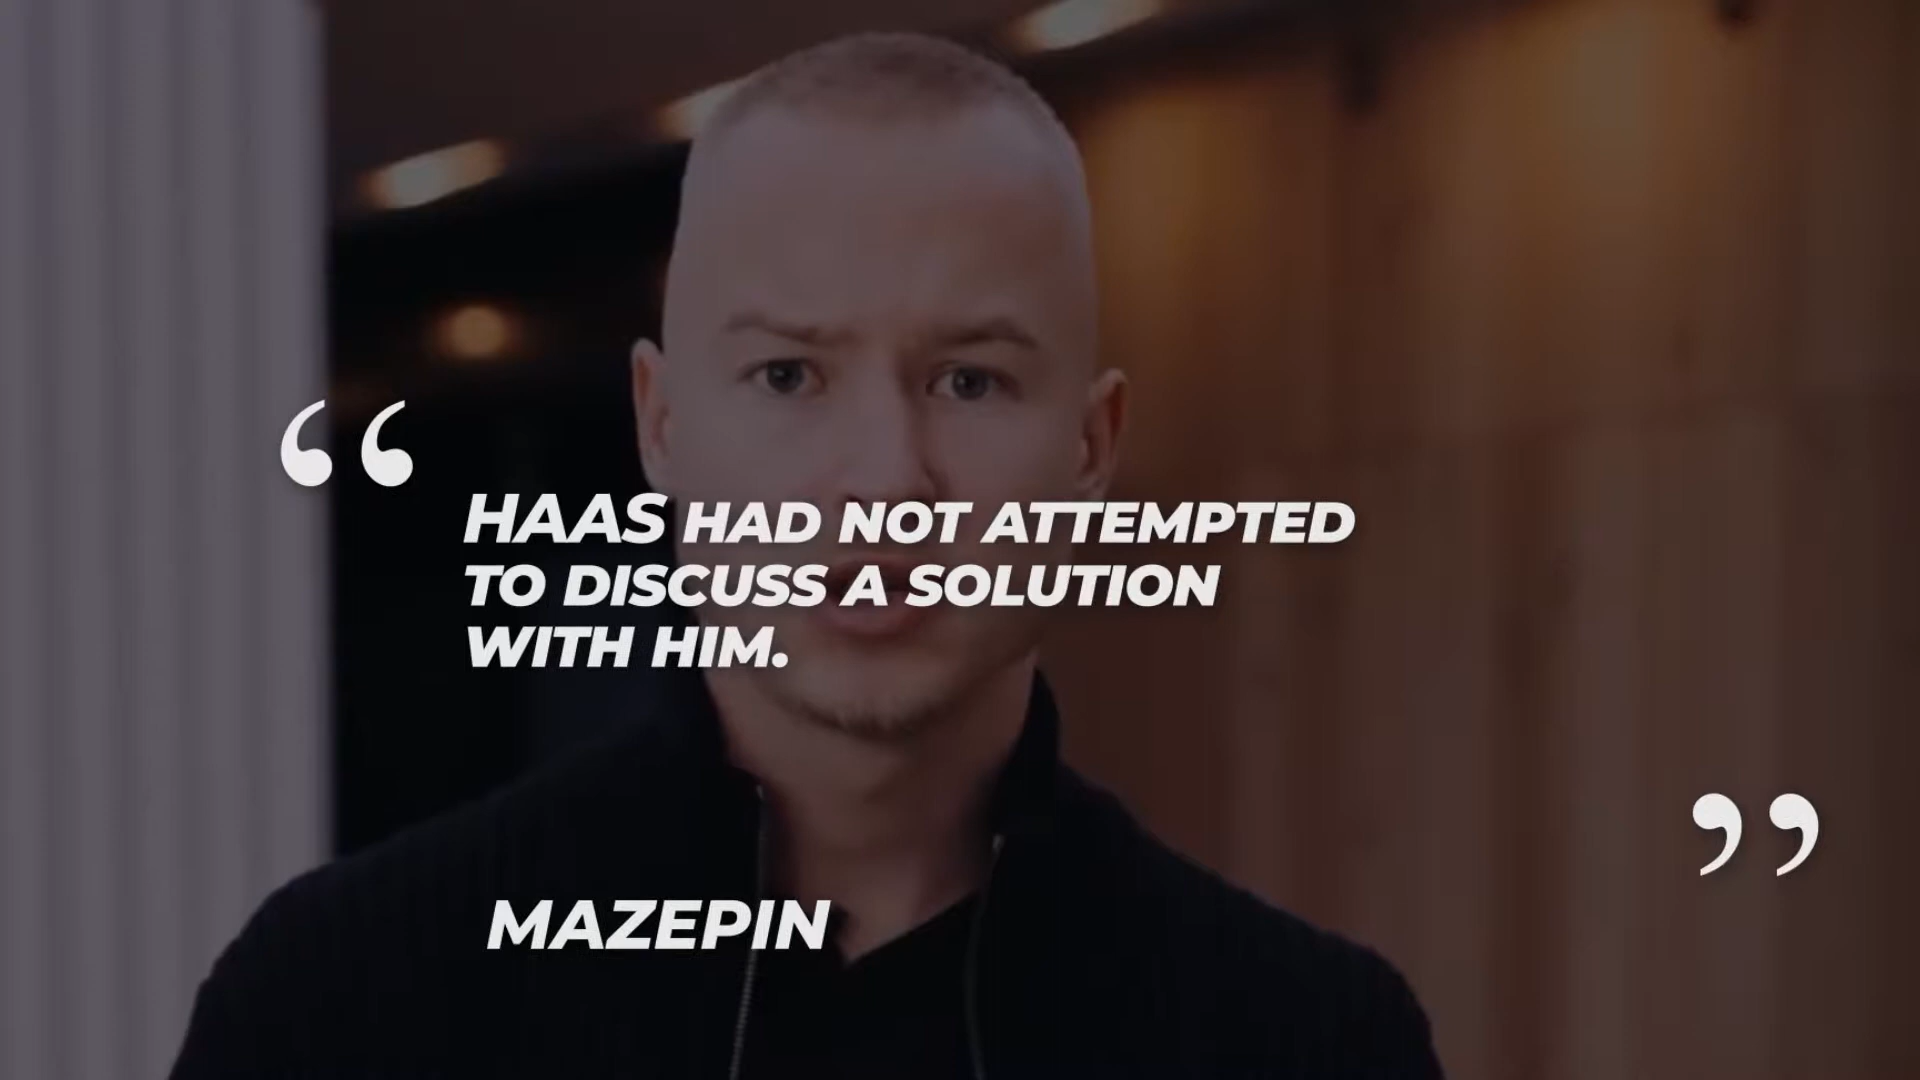 “
HAAS HAD NOT ATTEMPTED
TO DISCUSS A SOLUTION
WITH HIM.
”
MAZEPIN